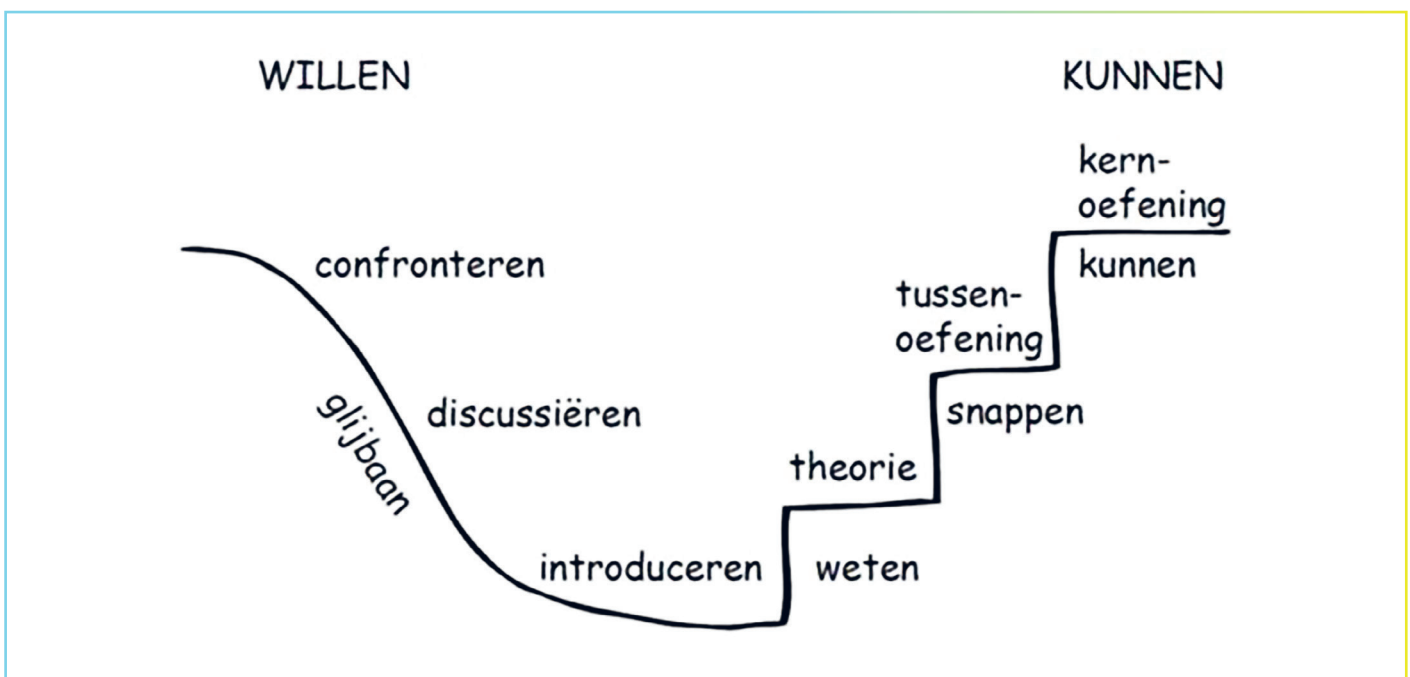 WILLEN
KUNNEN
kern-
oefening
confronteren
kunnen
tussen-
oefening
glijbaan
discussiëren
snappen
theorie
introduceren
weten